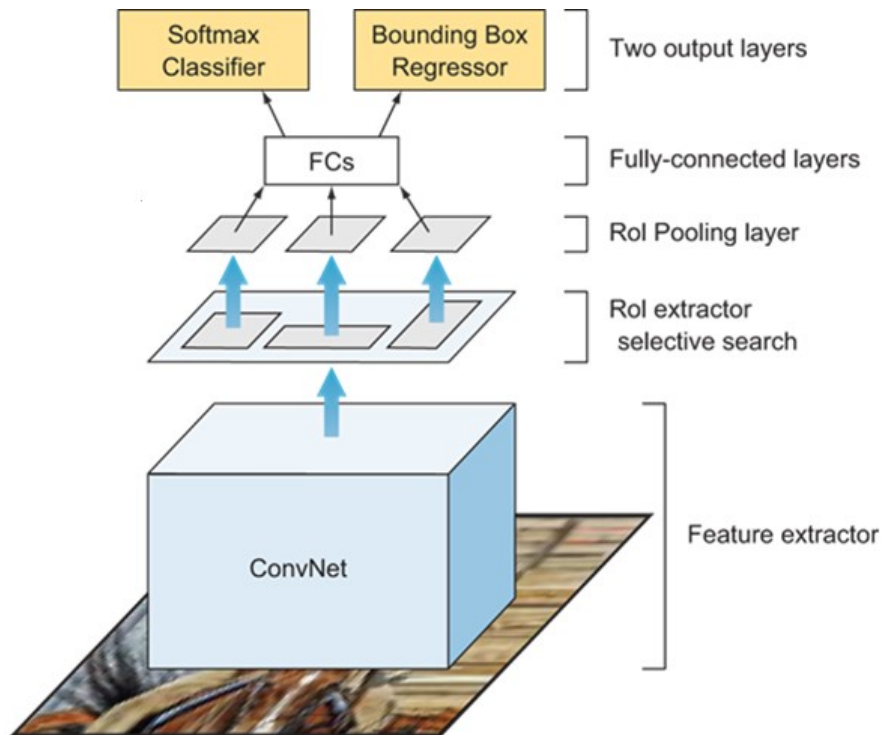 Softmax
Classifier
Bounding Box
Regressor
Two output layers
FCs
Fully-connected layers
RoI Pooling layer
RoI extractor
selective search
ConvNet
Feature extractor